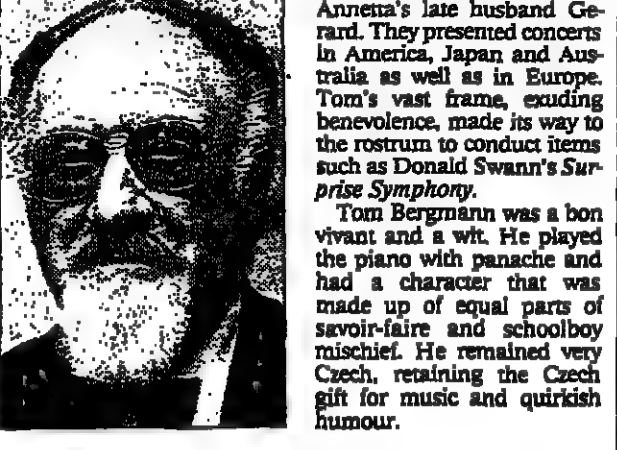 Annetta's late husband Ge-
rard. They presented concerts
in America, Japan and Aus-
tralia as well as in Europe.
Tom's vast frame, exuding
benevolence, made its way to
the rostrum to conduct items
such as Donald Swann's Sur-
prise Symphony.
Tom Bergmann was a bon
vivant and a wit. He played
the piano with panache and
had a character that was
made up of equal parts of
savoir-faire and schoolboy
mischief. He remained very
Czech, retaining the Czech
gift for music and quirkish
humour.